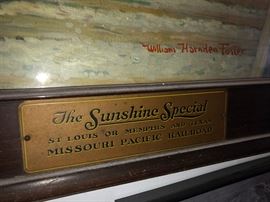 William Harnden Foster
The Sunshine Special
ST. LOUIS OR MEMPHIS AND TEXAS
MISSOURI PACIFIC RAILROAD